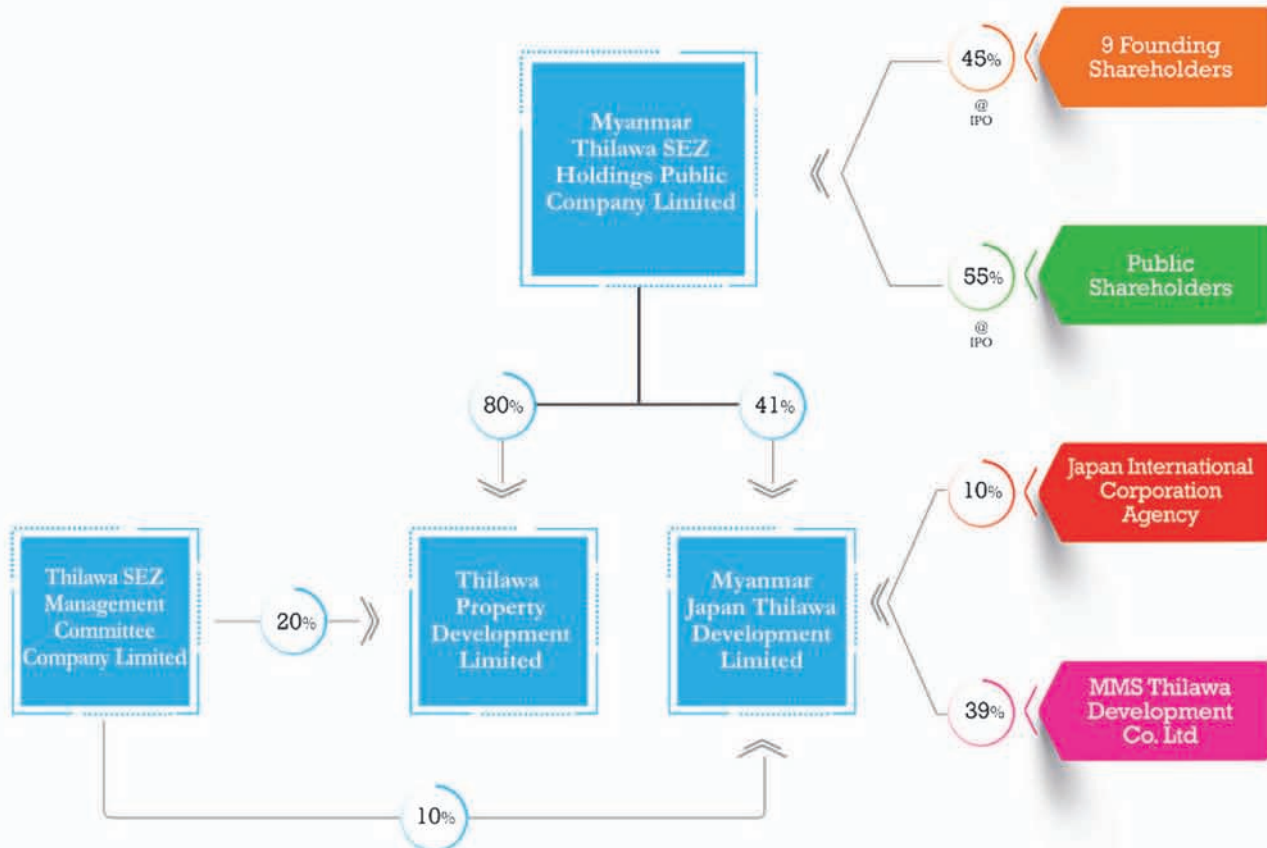 Myanmar
Thilawa SEZ
Holdings Public
Company Limited
45%
@
IPO
9 Founding
Shareholders
55%
@
IPO
Public
Shareholders
80%
41%
Thilawa SEZ
Management
Committee
Company Limited
20%
Thilawa
Property
Development
Limited
Myanmar
Japan Thilawa
Development
Limited
10%
Japan International
Corporation
Agency
39%
MMS Thilawa
Development
Co. Ltd
10%